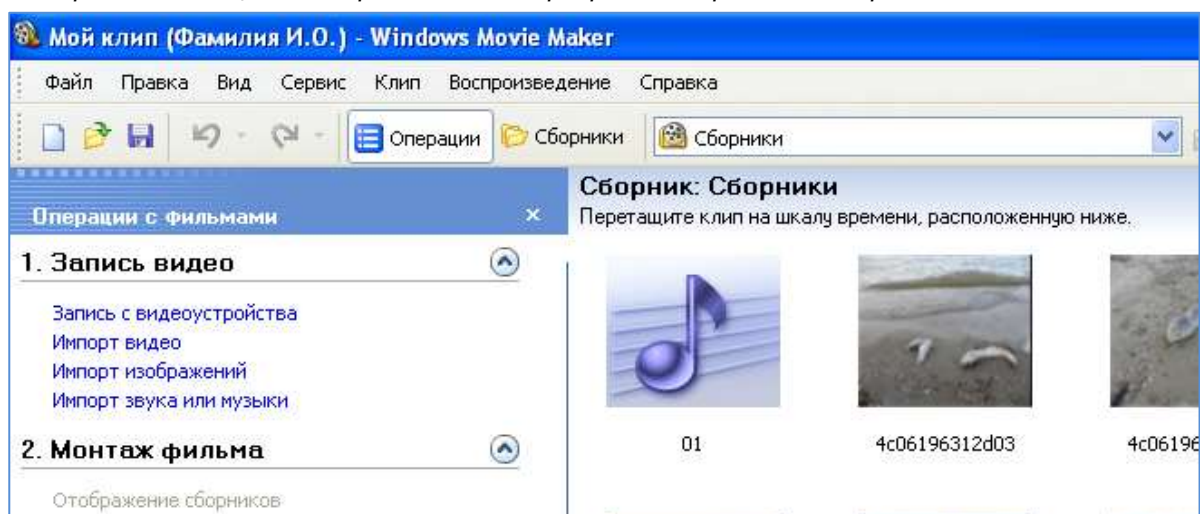 Мой клип (Фамилия И.О.) - Windows Movie Maker
Файл Правка Вид Сервис Клип Воспроизведение Справка
Операции Сборники Сборники
Операции с фильмами
Сборник: Сборники
Перетащите клип на шкалу времени, расположенную ниже.
1. Запись видео
Запись с видеоустройства
Импорт видео
Импорт изображений
Импорт звука или музыки
01 4c06196312d03 4c06196
2. Монтаж фильма
Отображение сборников